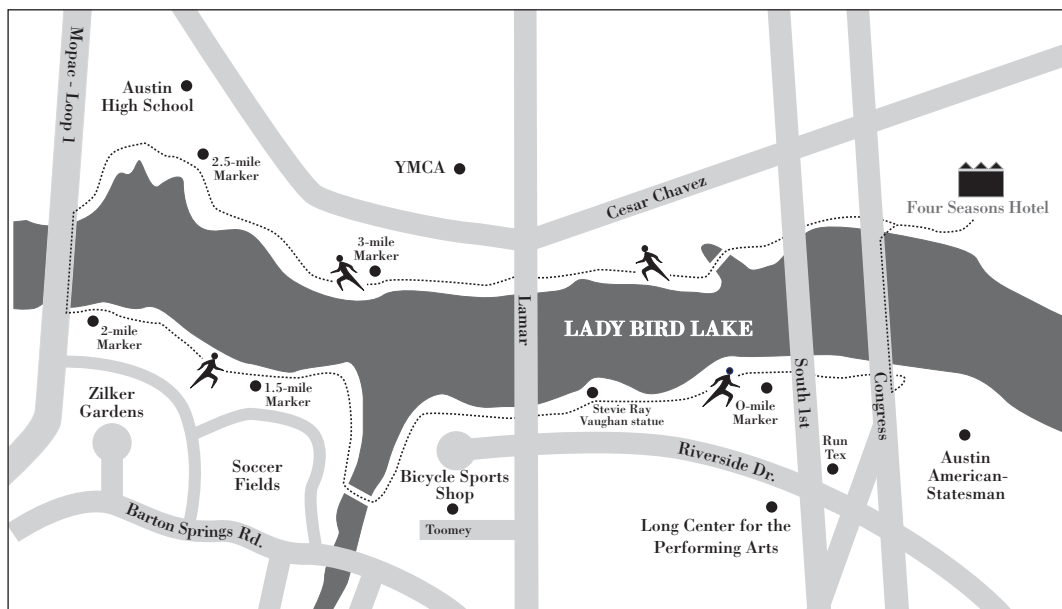 Mopac - Loop 1
Austin
High School
2.5-mile
Marker
YMCA
Cesar Chavez
Four Seasons Hotel
3-mile
Marker
Lamar
LADY BIRD LAKE
2-mile
Marker
1.5-mile
Marker
Zilker
Gardens
Stevie Ray
Vaughan statue
O-mile
Marker
South 1st
Congress
Soccer
Fields
Bicycle Sports
Shop
Riverside Dr.
Run
Tex
Austin
American-
Statesman
Barton Springs Rd.
Toomey
Long Center for the
Performing Arts